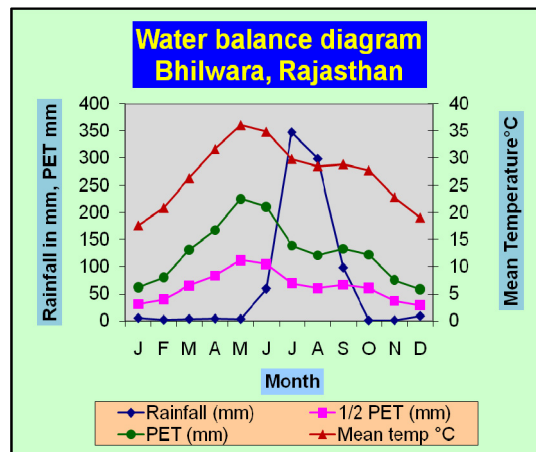 Water balance diagram
Bhilwara, Rajasthan
Rainfall in mm, PET mm
400
350
300
250
200
150
100
50
0
40
35
30
25
20
15
10
5
0
Mean Temperature°C
J F M A M J J A S O N D
Month
Rainfall (mm) 1/2 PET (mm)
PET (mm) Mean temp °C